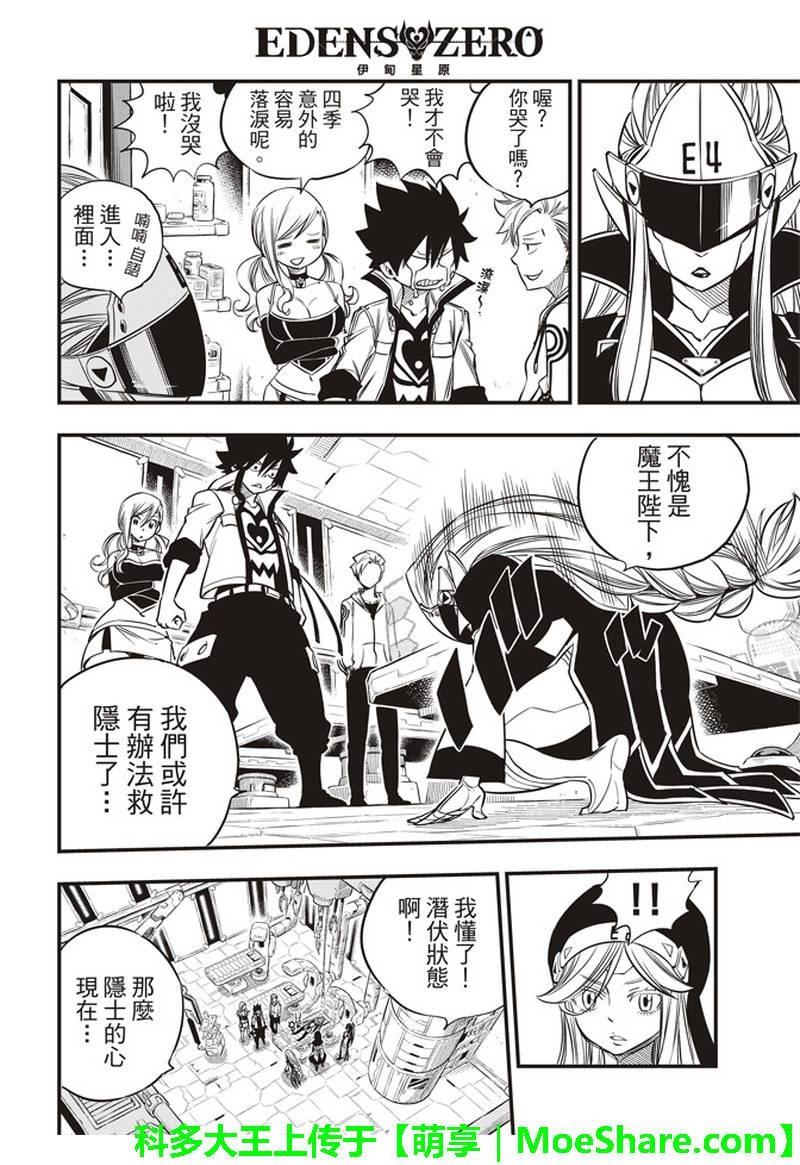 EDENS ZERO
伊甸星原
E4
喔？
你哭了嗎？
我才不會
哭！
四季
意外的
容易
落淚呢。
我沒哭
啦！
滾淚～
喃喃自語
進入…
裡面…
不愧是
魔王陛下，
我們或許
有辦法救
隱士了…
!!
我懂了！
潛伏狀態
啊！
那麼
隱士的心
現在…
科多大王上传于【萌享】MoeShare.com】